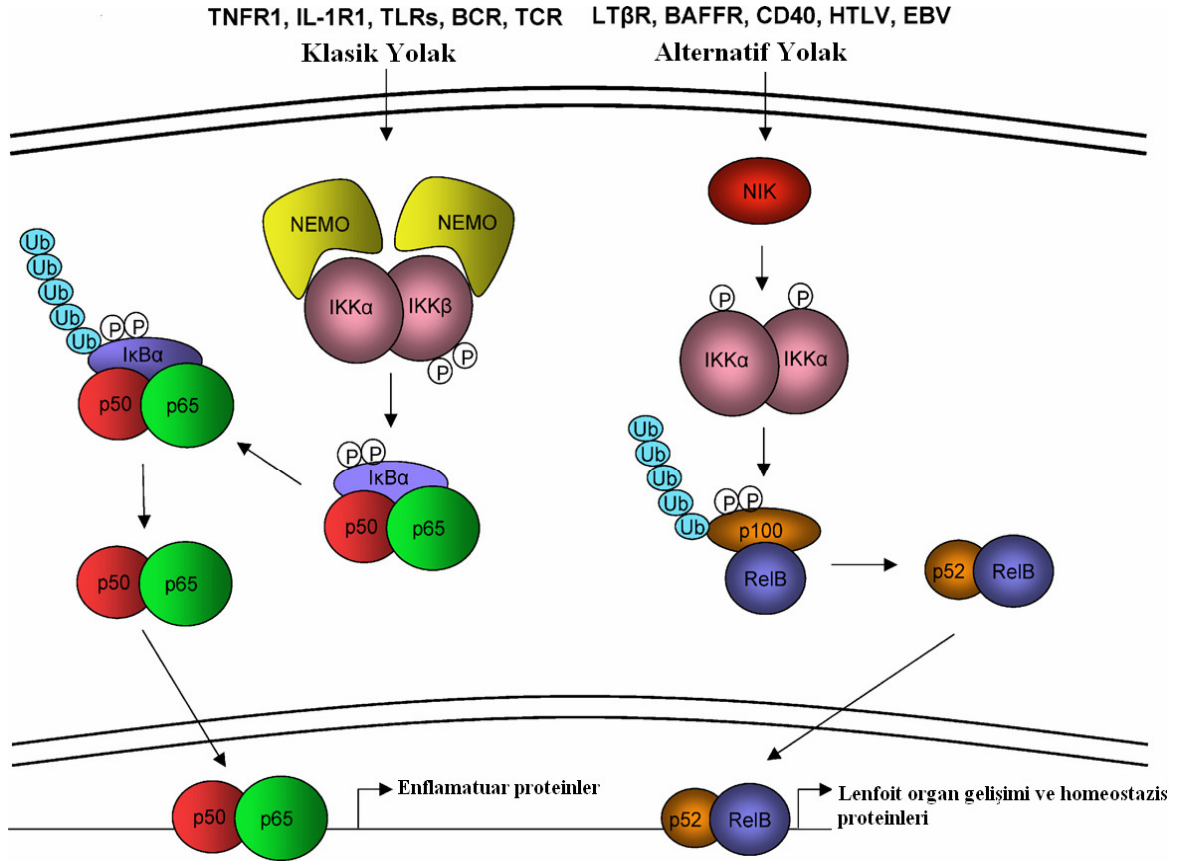 TNFR1, IL-1R1, TLRs, BCR, TCR
Klasik Yolak
LTβR, BAFFR, CD40, HTLV, EBV
Alternatif Yolak
NEMO
NEMO
IKKα
IKKβ
P
P
Ub
Ub
Ub
Ub
Ub
P
P
IκBα
p50
p65
P
P
IκBα
p50
p65
p50
p65
NIK
P
P
IKKα
IKKα
Ub
Ub
Ub
Ub
Ub
P
P
p100
RelB
p52
RelB
p50
p65
Enflamatuar proteinler
p52
RelB
Lenfoit organ gelişimi ve homeostazis
proteinleri